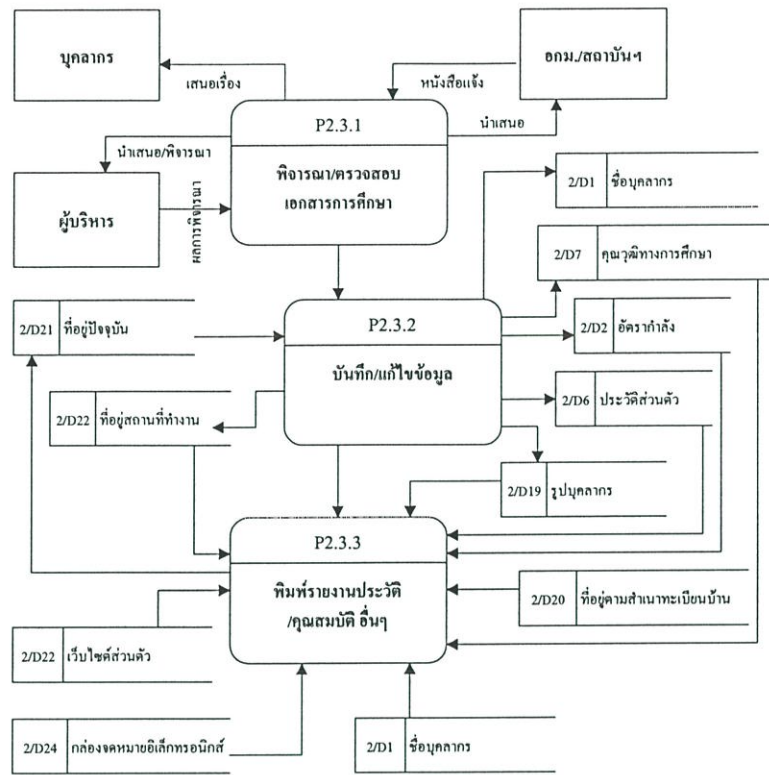 บุคลากร
อกม./สถาบันฯ
เสนอเรื่อง
หนังสือแจ้ง
P2.3.1
นำเสนอ
นำเสนอ/พิจารณา
พิจารณา/ตรวจสอบ
เอกสารการศึกษา
2/D1 ชื่อบุคลากร
ผู้บริหาร
ผลการพิจารณา
2/D7 คุณวุฒิทางการศึกษา
2/D21 ที่อยู่ปัจจุบัน
P2.3.2
2/D2 อัตรากำลัง
บันทึก/แก้ไขข้อมูล
2/D22 ที่อยู่สถานที่ทำงาน
2/D6 ประวัติส่วนตัว
2/D19 รูปบุคลากร
P2.3.3
พิมพ์รายงานประวัติ
/คุณสมบัติ อื่นๆ
2/D20 ที่อยู่ตามสำเนาทะเบียนบ้าน
2/D22 เว็บไซต์ส่วนตัว
2/D24 กล่องจดหมายอิเล็กทรอนิกส์
2/D1 ชื่อบุคลากร